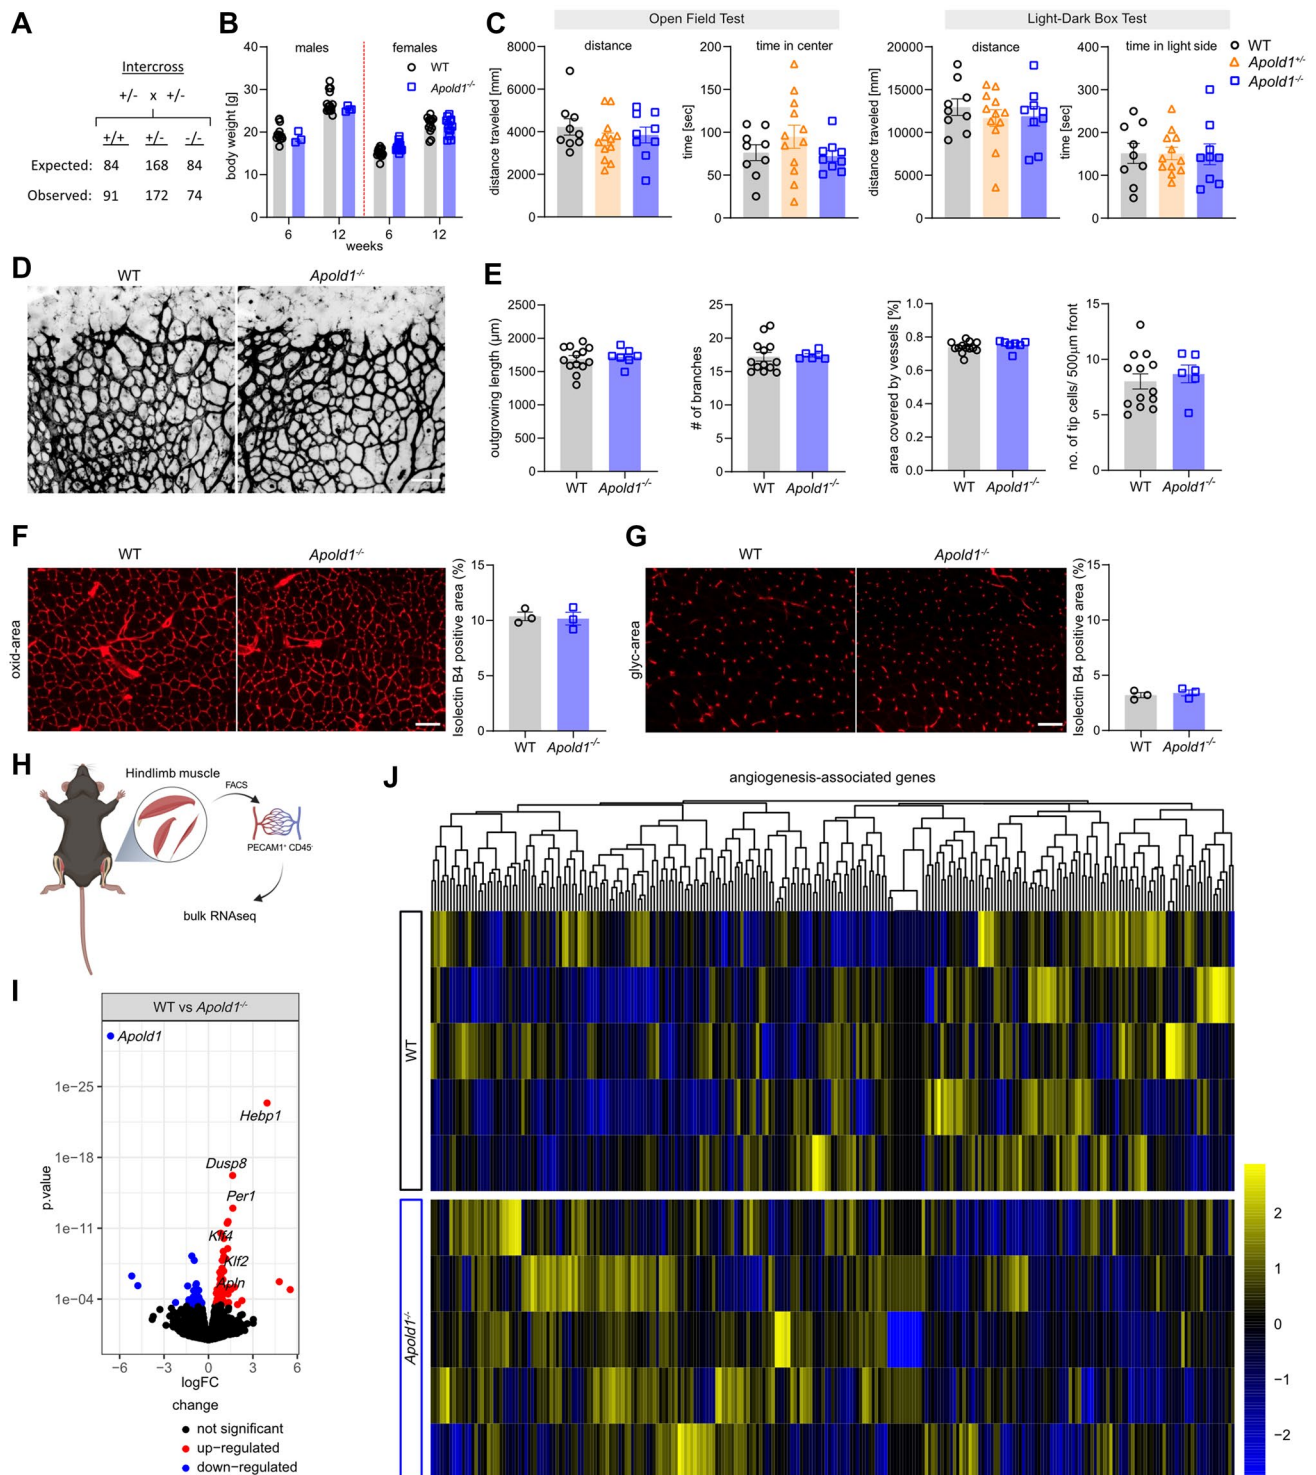 A
Intercross
+/- x +/-
+/+ +/- -/-
Expected: 84 168 84
Observed: 91 172 74
B
males females
WT
Apold1-/-
body weight [g]
40
30
20
10
0
6 12 6 12
weeks
C
Open Field Test
distance
distance traveled [mm]
8000
6000
4000
2000
0
time in center
time [sec]
200
150
100
50
0
Light-Dark Box Test
distance
distance traveled [mm]
20000
15000
10000
5000
0
time in light side
time [sec]
400
300
200
100
0
WT
Apold1+/-
Apold1-/-
D
WT Apold1-/-
E
outgrowing length (µm)
2500
2000
1500
1000
500
0
WT Apold1-/-
# of branches
25
20
15
10
5
0
WT Apold1-/-
area covered by vessels [%]
1.0
0.8
0.6
0.4
0.2
0.0
WT Apold1-/-
no. of tip cells/ 500µm front
15
10
5
0
WT Apold1-/-
F
WT Apold1-/-
oxid-area
Isolectin B4 positive area (%)
15
10
5
0
WT Apold1-/-
G
WT Apold1-/-
glyc-area
Isolectin B4 positive area (%)
15
10
5
0
WT Apold1-/-
H
Hindlimb muscle
FACS
PECAM1+ CD45-
bulk RNAseq
I
WT vs Apold1-/-
Apold1
Hebp1
Dusp8
Per1
Klf4
Klf2
Apln
p.value
1e−25
1e−18
1e−11
1e−04
−6 −3 0 3 6
logFC
change
not significant
up−regulated
down−regulated
J
angiogenesis-associated genes
WT
Apold1-/-
2
1
0
−1
−2